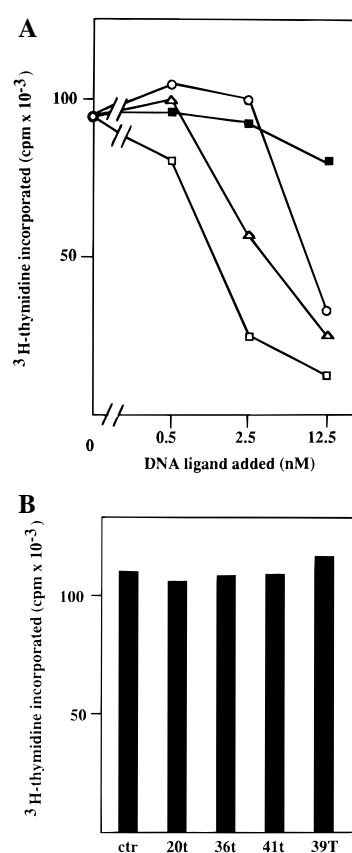 A
3H-thymidine incorporated (cpm x 10-3)
100
50
0
0.5
2.5
12.5
DNA ligand added (nM)
B
3H-thymidine incorporated (cpm x 10-3)
100
50
ctr
20t
36t
41t
39T